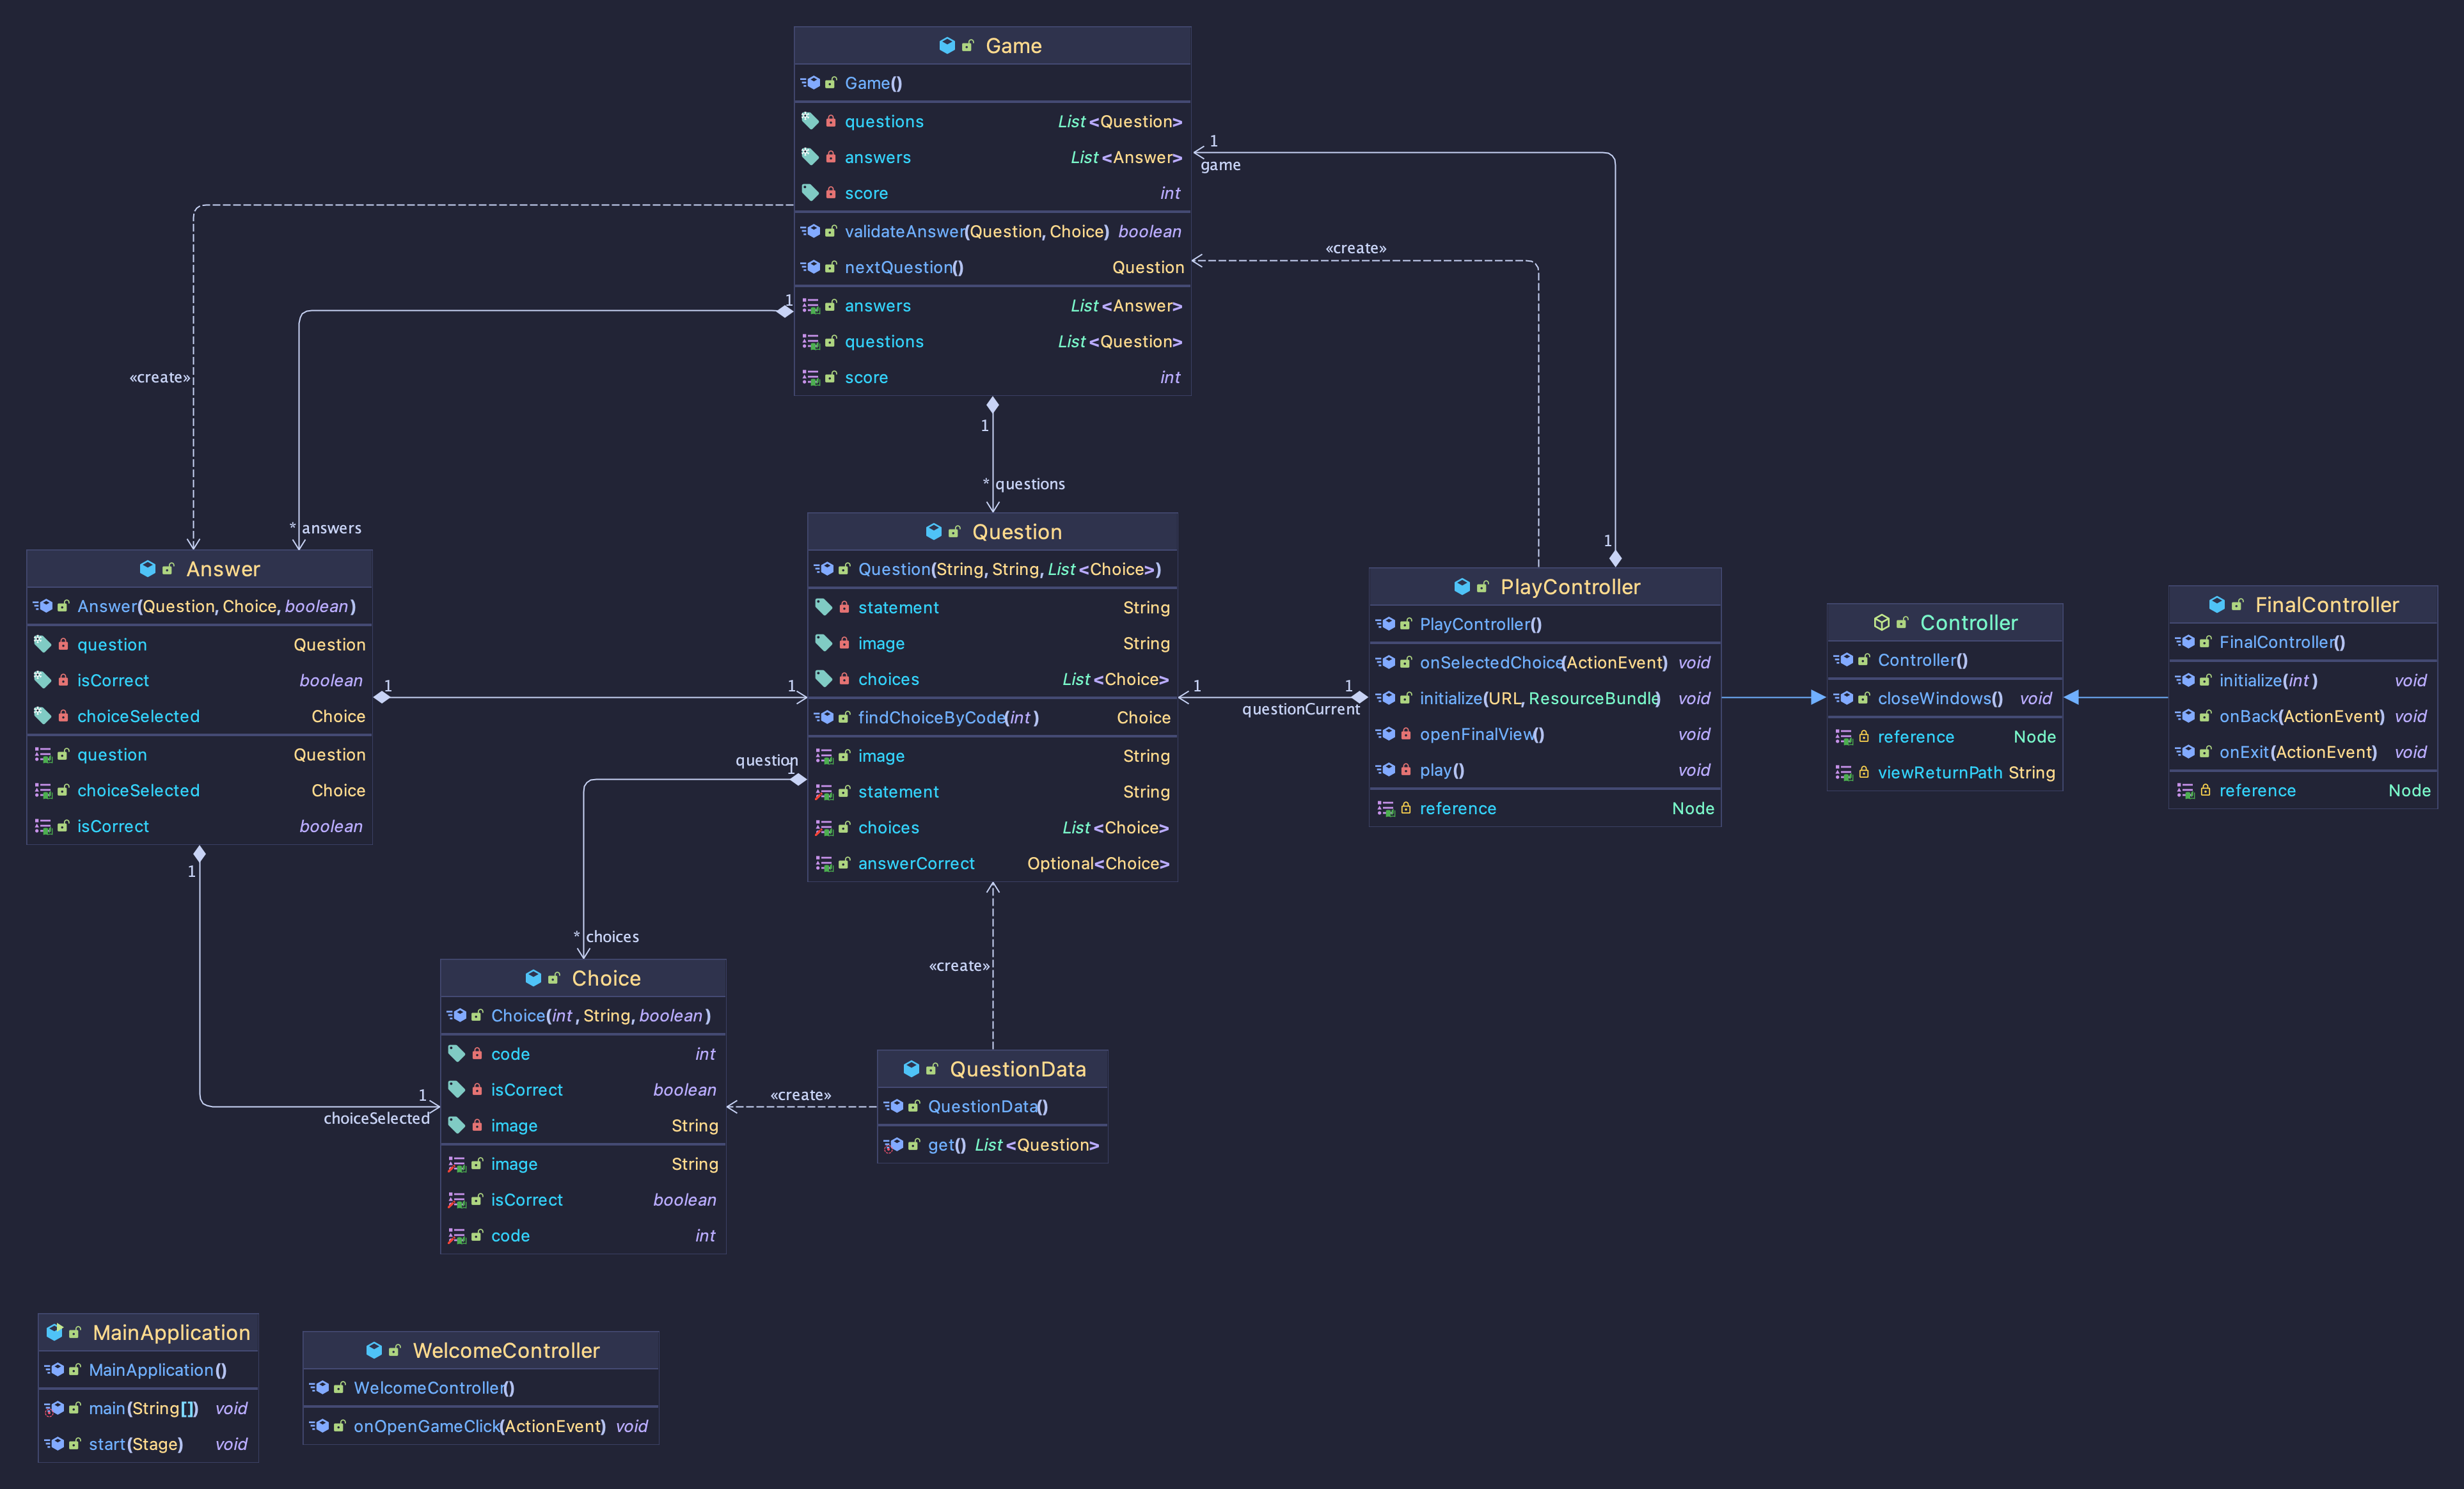 Game
Game()
questions List<Question>
answers List<Answer>
score int
validateAnswer(Question, Choice) boolean
nextQuestion() Question
answers List<Answer>
questions List<Question>
score int
1
game
«create»
1
«create»
1
* answers
1
* questions
1
Answer
Answer(Question, Choice, boolean)
question Question
isCorrect boolean
choiceSelected Choice
question Question
choiceSelected Choice
isCorrect boolean
1
1
question
1
Question
Question(String, String, List<Choice>)
statement String
image String
choices List<Choice>
findChoiceByCode(int) Choice
image String
statement String
choices List<Choice>
answerCorrect Optional<Choice>
1
1
questionCurrent
PlayController
PlayController()
onSelectedChoice(ActionEvent) void
initialize(URL, ResourceBundle) void
openFinalView() void
play() void
reference Node
Controller
Controller()
closeWindows() void
reference Node
viewReturnPath String
FinalController
FinalController()
initialize(int) void
onBack(ActionEvent) void
onExit(ActionEvent) void
reference Node
1
* choices
«create»
1
choiceSelected
Choice
Choice(int, String, boolean)
code int
isCorrect boolean
image String
image String
isCorrect boolean
code int
«create»
QuestionData
QuestionData()
get() List<Question>
MainApplication
MainApplication()
main(String[]) void
start(Stage) void
WelcomeController
WelcomeController()
onOpenGameClick(ActionEvent) void